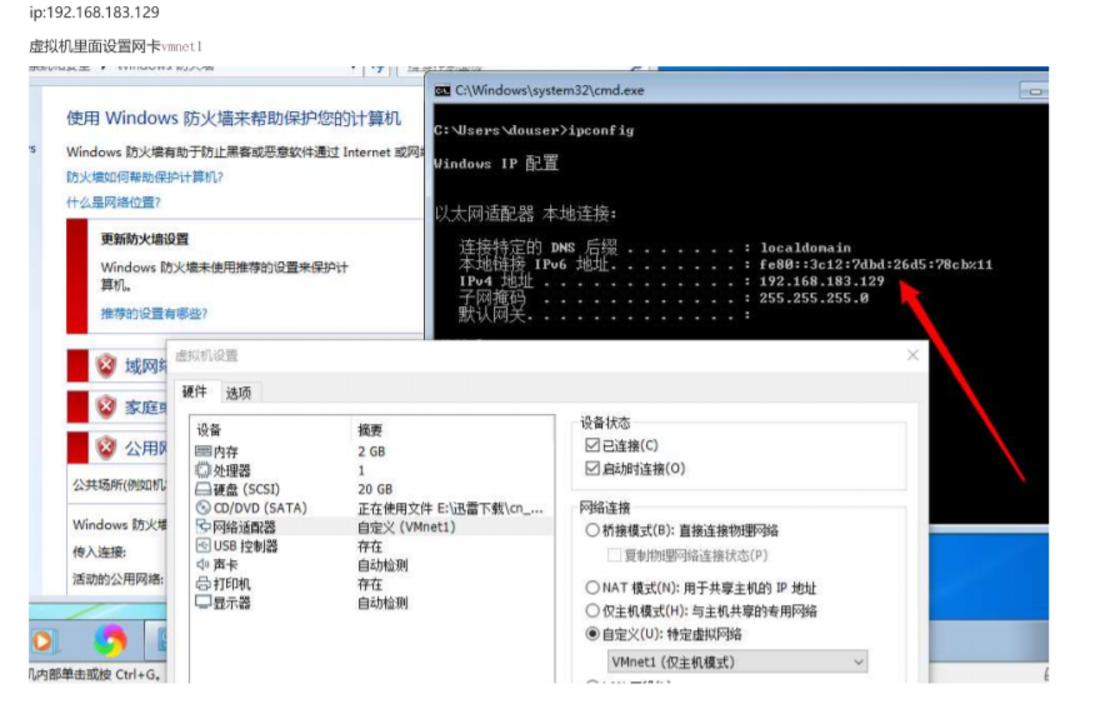 ip:192.168.183.129
虚拟机里面设置网卡vmnet1
C:\Windows\system32\cmd.exe
使用 Windows 防火墙来帮助保护您的计算机
Windows 防火墙有助于防止黑客或恶意软件通过 Internet 或网
防火墙如何帮助保护计算机?
什么是网络位置?
更新防火墙设置
Windows 防火墙未使用推荐的设置来保护计
算机。
推荐的设置有哪些?
域网
家庭
公用
公共场所(例如机
Windows 防火
传入连接:
活动的公用网络:
C:\Users\douser>ipconfig
Windows IP 配置
以太网适配器 本地连接:
连接特定的 DNS 后缀 . . . . . . . : localdomain
本地链接 IPv6 地址. . . . . . . . : fe80::3c12:7dbd:26d5:78cb%11
IPv4 地址 . . . . . . . . . . . . : 192.168.183.129
子网掩码 . . . . . . . . . . . . : 255.255.255.0
默认网关. . . . . . . . . . . . . :
虚拟机设置
硬件 选项
设备 摘要
内存 2 GB
处理器 1
硬盘 (SCSI) 20 GB
CD/DVD (SATA) 正在使用文件 E:\迅雷下载\cn_...
网络适配器 自定义 (VMnet1)
USB 控制器 存在
声卡 自动检测
打印机 存在
显示器 自动检测
设备状态
已连接(C)
启动时连接(O)
网络连接
桥接模式(B): 直接连接物理网络
复制物理网络连接状态(P)
NAT 模式(N): 用于共享主机的 IP 地址
仅主机模式(H): 与主机共享的专用网络
自定义(U): 特定虚拟网络
VMnet1 (仅主机模式)
机内部单击或按 Ctrl+G。